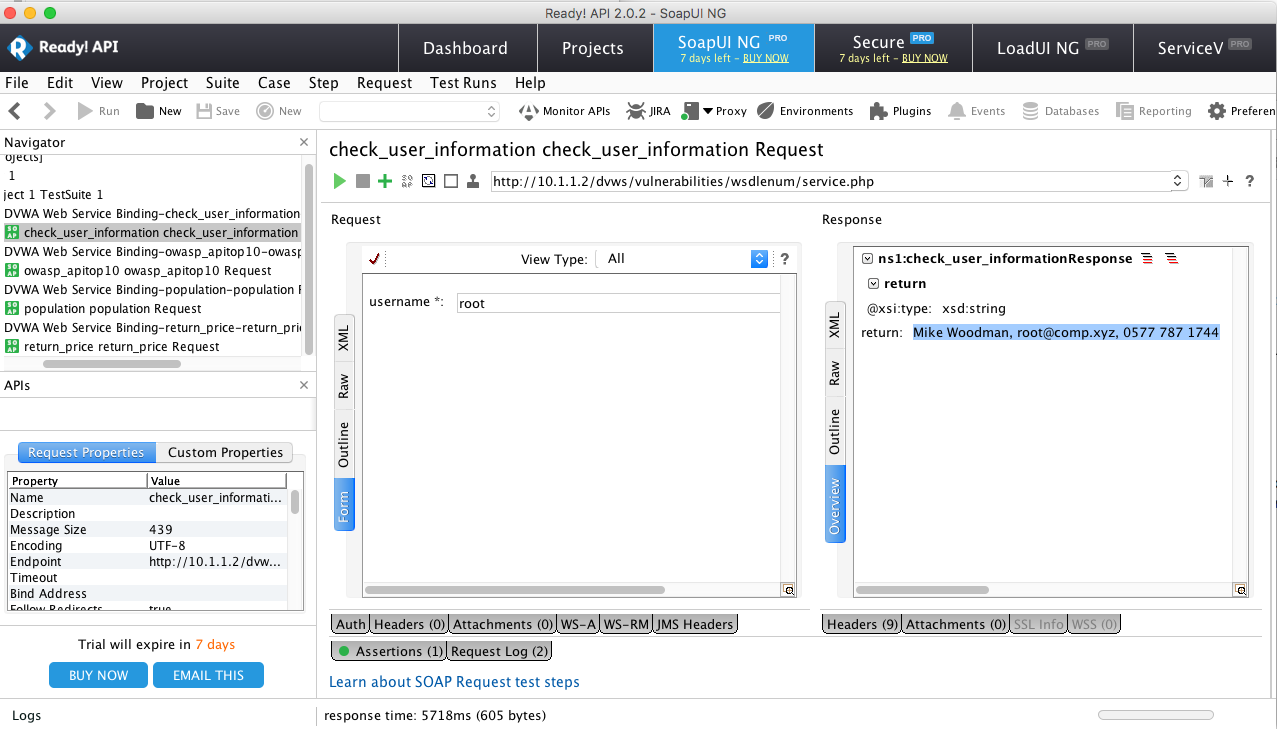 Ready! API 2.0.2 - SoapUI NG
Ready! API
Dashboard
Projects
SoapUI NG PRO
7 days left - BUY NOW
Secure PRO
7 days left - BUY NOW
LoadUI NG PRO
ServiceV PRO
File Edit View Project Suite Case Step Request Test Runs Help
Run New Save New Monitor APIs JIRA Proxy Environments Plugins Events Databases Reporting Preferen
Navigator
ojects]
1
ject 1 TestSuite 1
DVWA Web Service Binding-check_user_information
check_user_information check_user_information
DVWA Web Service Binding-owasp_apitop10-owasp
owasp_apitop10 owasp_apitop10 Request
DVWA Web Service Binding-population-population R
population population Request
DVWA Web Service Binding-return_price-return_pric
return_price return_price Request
APIs
Request Properties Custom Properties
Property Value
Name check_user_informati...
Description
Message Size 439
Encoding UTF-8
Endpoint http://10.1.1.2/dvw...
Timeout
Bind Address
Follow Redirects true
Trial will expire in 7 days
BUY NOW EMAIL THIS
check_user_information check_user_information Request
http://10.1.1.2/dvws/vulnerabilities/wsdlenum/service.php
?
Request
View Type: All ?
username *: root
XML
Raw
Outline
Form
Auth Headers (0) Attachments (0) WS-A WS-RM JMS Headers
Response
ns1:check_user_informationResponse
return
@xsi:type: xsd:string
return: Mike Woodman, root@comp.xyz, 0577 787 1744
XML
Raw
Outline
Overview
Headers (9) Attachments (0) SSL Info WSS (0)
Assertions (1) Request Log (2)
Learn about SOAP Request test steps
Logs
response time: 5718ms (605 bytes)